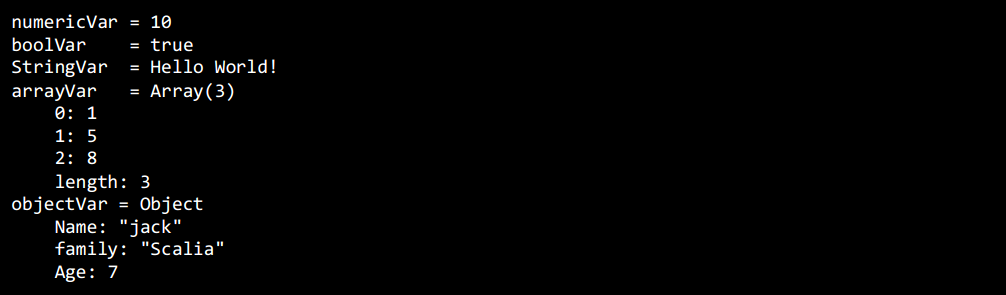 numericVar = 10
boolVar    = true
StringVar  = Hello World!
arrayVar   = Array(3)
    0: 1
    1: 5
    2: 8
    length: 3
objectVar = Object
    Name: "jack"
    family: "Scalia"
    Age: 7